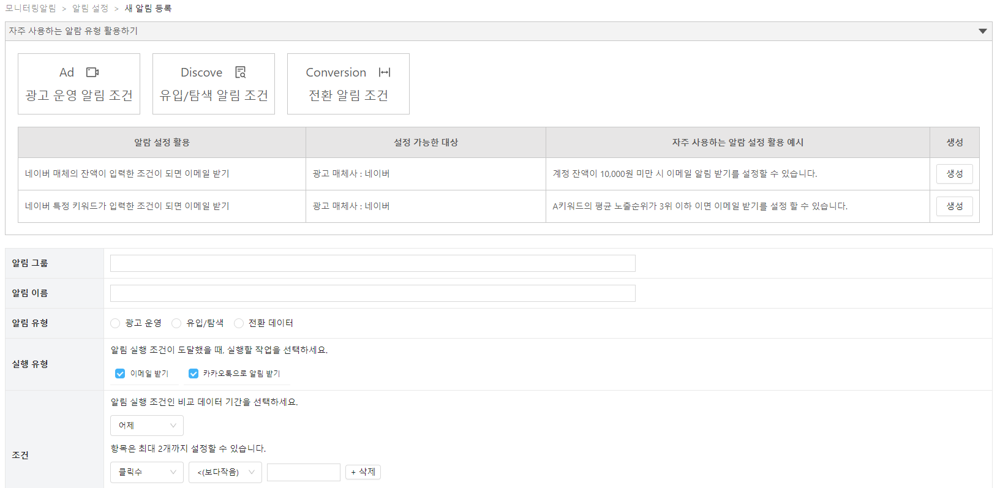 모니터링알림 > 알림 설정 > 새 알림 등록
자주 사용하는 알람 유형 활용하기
Ad
광고 운영 알림 조건
Discove
유입/탐색 알림 조건
Conversion
전환 알림 조건
알람 설정 활용 설정 가능한 대상 자주 사용하는 알람 설정 활용 예시 생성
네이버 매체의 잔액이 입력한 조건이 되면 이메일 받기 광고 매체사 : 네이버 계정 잔액이 10,000원 미만 시 이메일 알림 받기를 설정할 수 있습니다. 생성
네이버 특정 키워드가 입력한 조건이 되면 이메일 받기 광고 매체사 : 네이버 A키워드의 평균 노출순위가 3위 이하 이면 이메일 받기를 설정 할 수 있습니다. 생성
알림 그룹
알림 이름
알림 유형 광고 운영 유입/탐색 전환 데이터
실행 유형
알림 실행 조건이 도달했을 때, 실행할 작업을 선택하세요.
이메일 받기 카카오톡으로 알림 받기
조건
알림 실행 조건인 비교 데이터 기간을 선택하세요.
어제
항목은 최대 2개까지 설정할 수 있습니다.
클릭수 <(보다작음) + 삭제